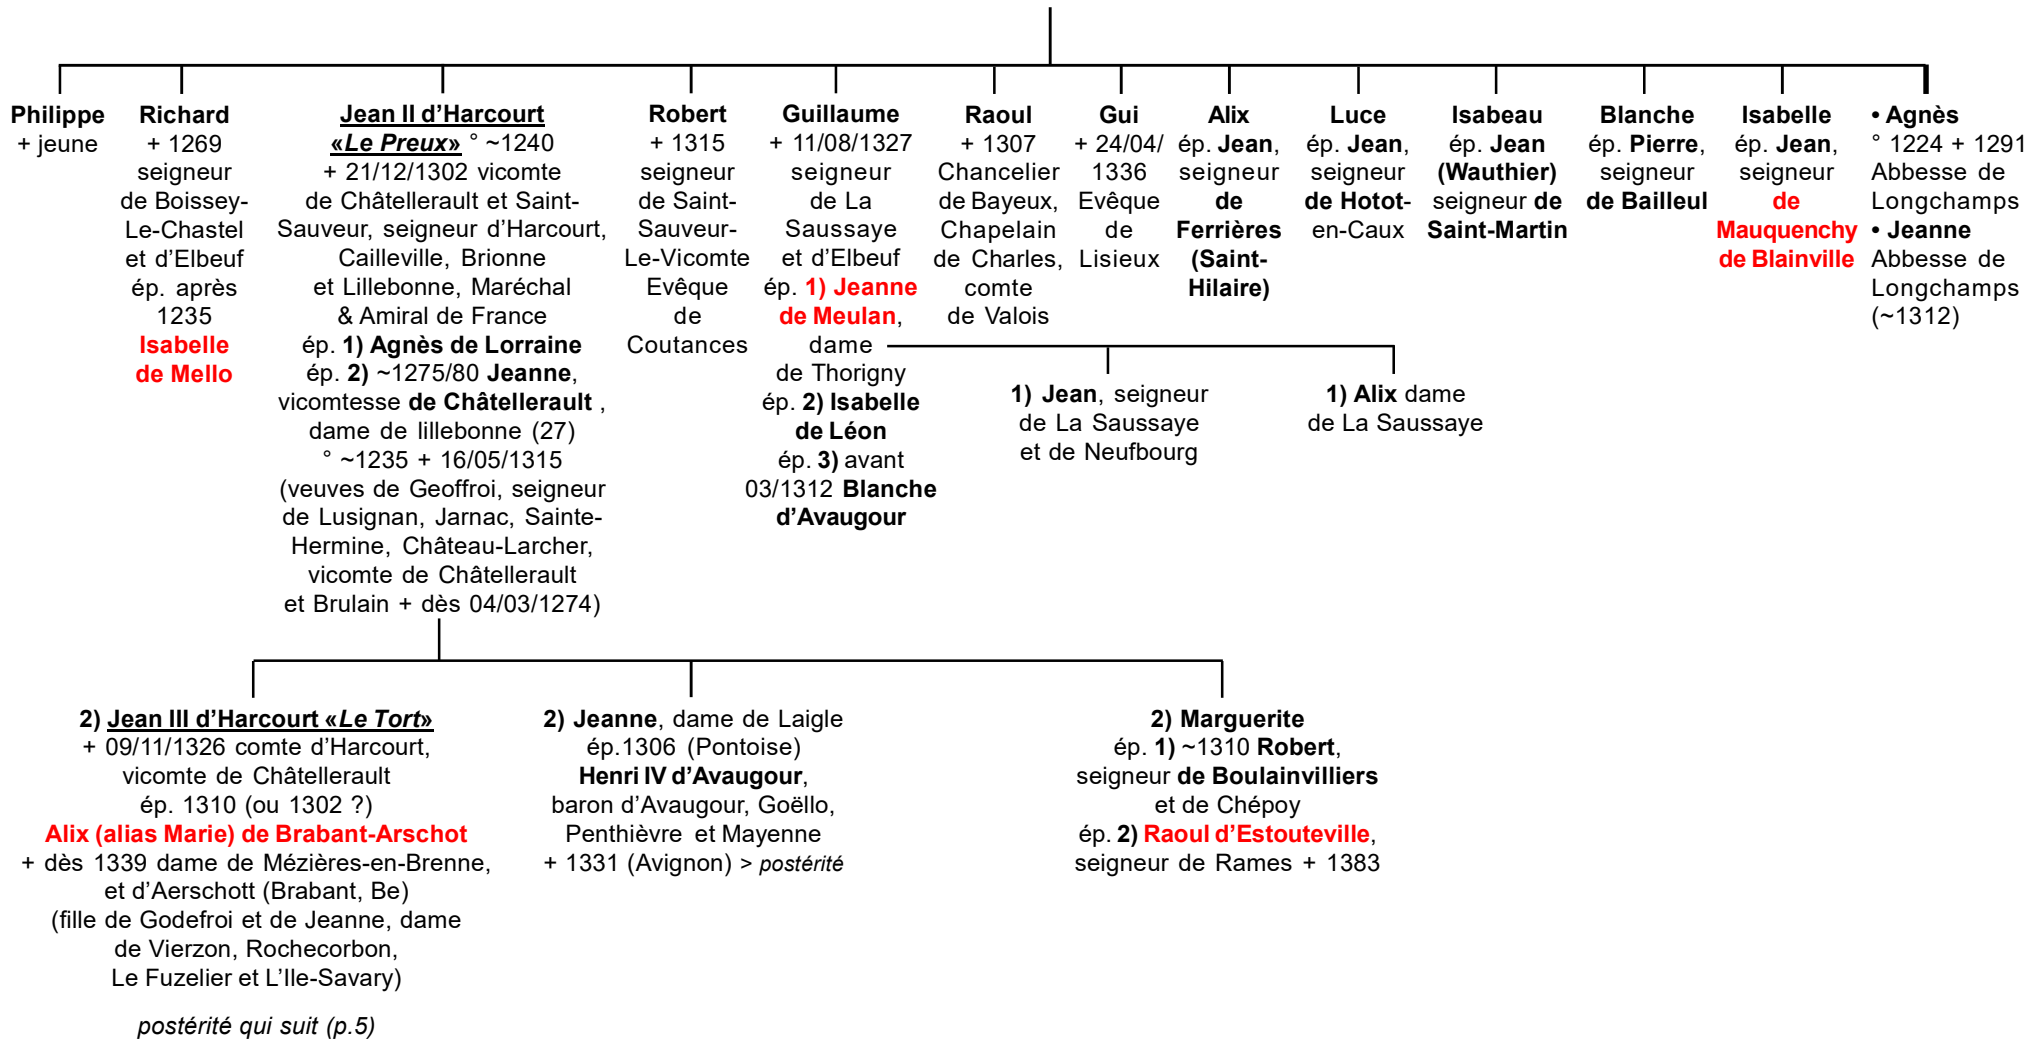 Philippe
+ jeune
Richard
+ 1269
seigneur
de Boissey-
Le-Chastel
et d'Elbeuf
ép. après
1235
Isabelle
de Mello
Jean II d'Harcourt
«Le Preux» ° ~1240
+ 21/12/1302 vicomte
de Châtellerault et Saint-
Sauveur, seigneur d'Harcourt,
Cailleville, Brionne
et Lillebonne, Maréchal
& Amiral de France
ép. 1) Agnès de Lorraine
ép. 2) ~1275/80 Jeanne,
vicomtesse de Châtellerault ,
dame de lillebonne (27)
° ~1235 + 16/05/1315
(veuves de Geoffroi, seigneur
de Lusignan, Jarnac, Sainte-
Hermine, Château-Larcher,
vicomte de Châtellerault
et Brulain + dès 04/03/1274)
Robert
+ 1315
seigneur
de Saint-
Sauveur-
Le-Vicomte
Evêque
de
Coutances
Guillaume
+ 11/08/1327
seigneur
de La
Saussaye
et d'Elbeuf
ép. 1) Jeanne
de Meulan,
dame
de Thorigny
ép. 2) Isabelle
de Léon
ép. 3) avant
03/1312 Blanche
d'Avaugour
Raoul
+ 1307
Chancelier
de Bayeux,
Chapelain
de Charles,
comte
de Valois
Gui
+ 24/04/
1336
Evêque
de
Lisieux
Alix
ép. Jean,
seigneur
de
Ferrières
(Saint-
Hilaire)
Luce
ép. Jean,
seigneur
de Hotot-
en-Caux
Isabeau
ép. Jean
(Wauthier)
seigneur de
Saint-Martin
Blanche
ép. Pierre,
seigneur
de Bailleul
Isabelle
ép. Jean,
seigneur
de
Mauquenchy
de Blainville
• Agnès
° 1224 + 1291
Abbesse de
Longchamps
• Jeanne
Abbesse de
Longchamps
(~1312)
1) Jean, seigneur
de La Saussaye
et de Neufbourg
1) Alix dame
de La Saussaye
2) Jean III d'Harcourt «Le Tort»
+ 09/11/1326 comte d'Harcourt,
vicomte de Châtellerault
ép. 1310 (ou 1302 ?)
Alix (alias Marie) de Brabant-Arschot
+ dès 1339 dame de Mézières-en-Brenne,
et d'Aerschott (Brabant, Be)
(fille de Godefroi et de Jeanne, dame
de Vierzon, Rochecorbon,
Le Fuzelier et L'Ile-Savary)
postérité qui suit (p.5)
2) Jeanne, dame de Laigle
ép.1306 (Pontoise)
Henri IV d'Avaugour,
baron d'Avaugour, Goëllo,
Penthièvre et Mayenne
+ 1331 (Avignon) > postérité
2) Marguerite
ép. 1) ~1310 Robert,
seigneur de Boulainvilliers
et de Chépoy
ép. 2) Raoul d'Estouteville,
seigneur de Rames + 1383